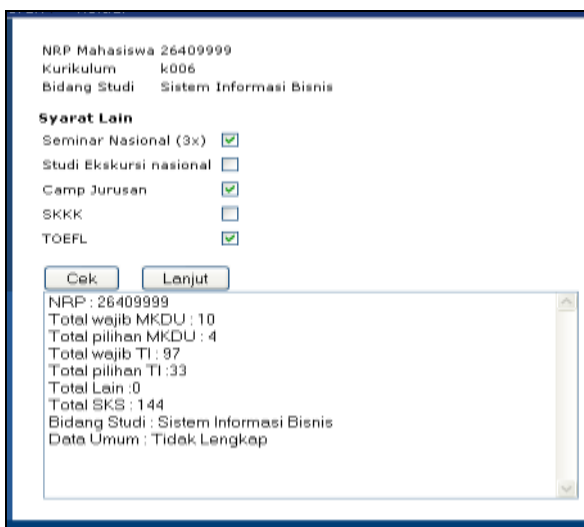 NRP Mahasiswa 26409999
Kurikulum k006
Bidang Studi Sistem Informasi Bisnis
Syarat Lain
Seminar Nasional (3x)
Studi Ekskursi nasional
Camp Jurusan
SKKK
TOEFL
Cek Lanjut
NRP : 26409999
Total wajib MKDU : 10
Total pilihan MKDU : 4
Total wajib TI : 97
Total pilihan TI :33
Total Lain :0
Total SKS : 144
Bidang Studi : Sistem Informasi Bisnis
Data Umum : Tidak Lengkap